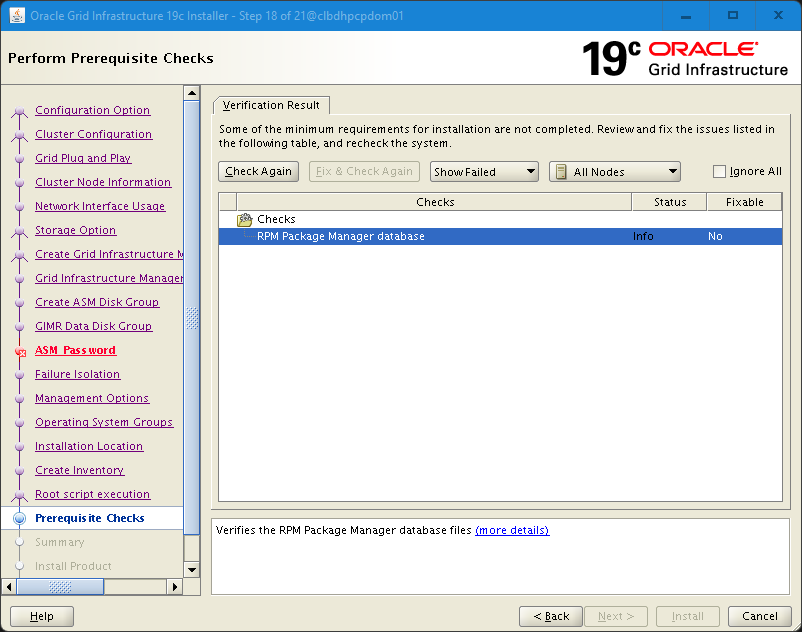 Oracle Grid Infrastructure 19c Installer - Step 18 of 21@clbdhpcpdom01
Perform Prerequisite Checks
19c ORACLE
Grid Infrastructure
Configuration Option
Cluster Configuration
Grid Plug and Play
Cluster Node Information
Network Interface Usage
Storage Option
Create Grid Infrastructure M
Grid Infrastructure Manager
Create ASM Disk Group
GIMR Data Disk Group
ASM Password
Failure Isolation
Management Options
Operating System Groups
Installation Location
Create Inventory
Root script execution
Prerequisite Checks
Summary
Install Product
Verification Result
Some of the minimum requirements for installation are not completed. Review and fix the issues listed in
the following table, and recheck the system.
Check Again Fix & Check Again Show Failed All Nodes Ignore All
Checks Status Fixable
Checks
RPM Package Manager database Info No
Verifies the RPM Package Manager database files (more details)
Help < Back Next > Install Cancel